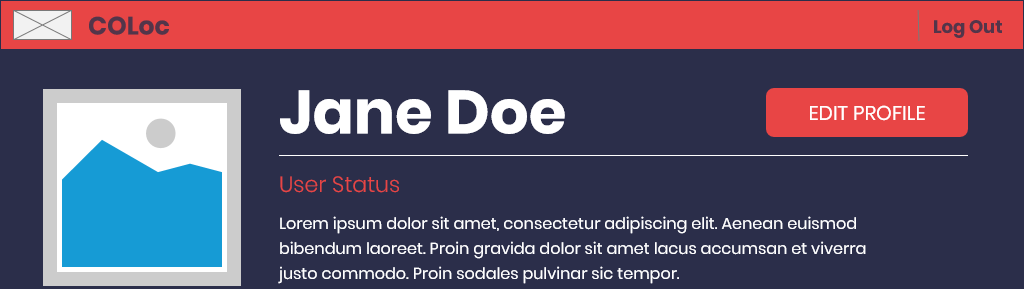 COLoc
Log Out
Jane Doe
EDIT PROFILE
User Status
Lorem ipsum dolor sit amet, consectetur adipiscing elit. Aenean euismod
bibendum laoreet. Proin gravida dolor sit amet lacus accumsan et viverra
justo commodo. Proin sodales pulvinar sic tempor.